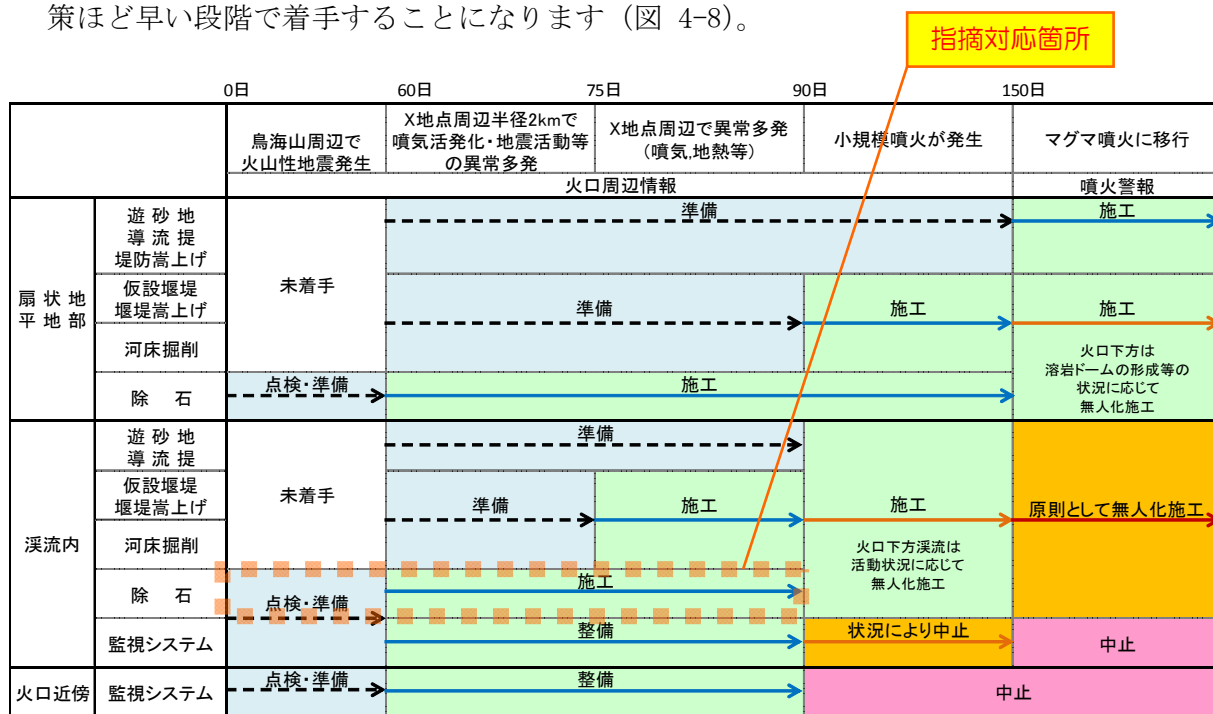 策ほど早い段階で着手することになります（図 4-8）。
指摘対応箇所
0日 60日 75日 90日 150日
鳥海山周辺で
火山性地震発生
X地点周辺半径2kmで
噴気活発化・地震活動等
の異常多発
X地点周辺で異常多発
(噴気,地熱等)
小規模噴火が発生
マグマ噴火に移行
火口周辺情報
噴火警報
扇状地
平地部
遊砂地
導流提
堤防嵩上げ
未着手
準備
施工
仮設堰堤
堰堤嵩上げ
準備
施工
施工
河床掘削
火口下方は
溶岩ドームの形成等の
状況に応じて
無人化施工
除石
点検・準備
施工
渓流内
遊砂地
導流提
未着手
準備
仮設堰堤
堰堤嵩上げ
準備
施工
施工
原則として無人化施工
河床掘削
火口下方渓流は
活動状況に応じて
無人化施工
除石
点検・準備
施工
監視システム
整備
状況により中止
中止
火口近傍
監視システム
点検・準備
整備
中止